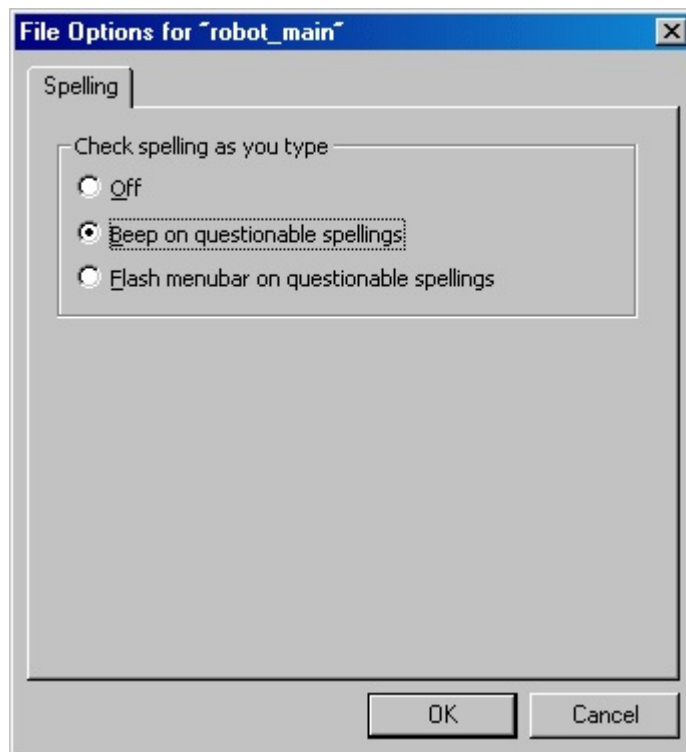 File Options for "robot_main"
Spelling
Check spelling as you type
Off
Beep on questionable spellings
Flash menubar on questionable spellings
OK
Cancel